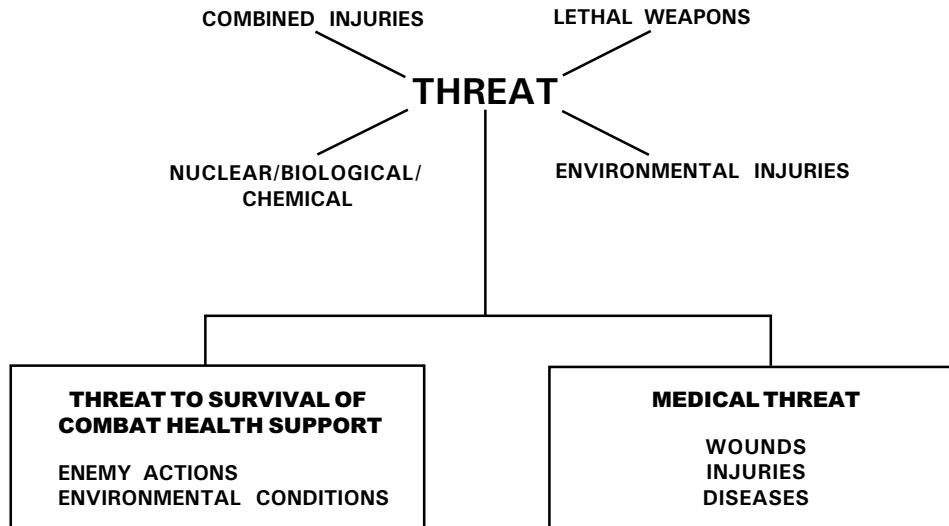 COMBINED INJURIES
LETHAL WEAPONS
THREAT
NUCLEAR/BIOLOGICAL/
CHEMICAL
ENVIRONMENTAL INJURIES
THREAT TO SURVIVAL OF
COMBAT HEALTH SUPPORT
ENEMY ACTIONS
ENVIRONMENTAL CONDITIONS
MEDICAL THREAT
WOUNDS
INJURIES
DISEASES